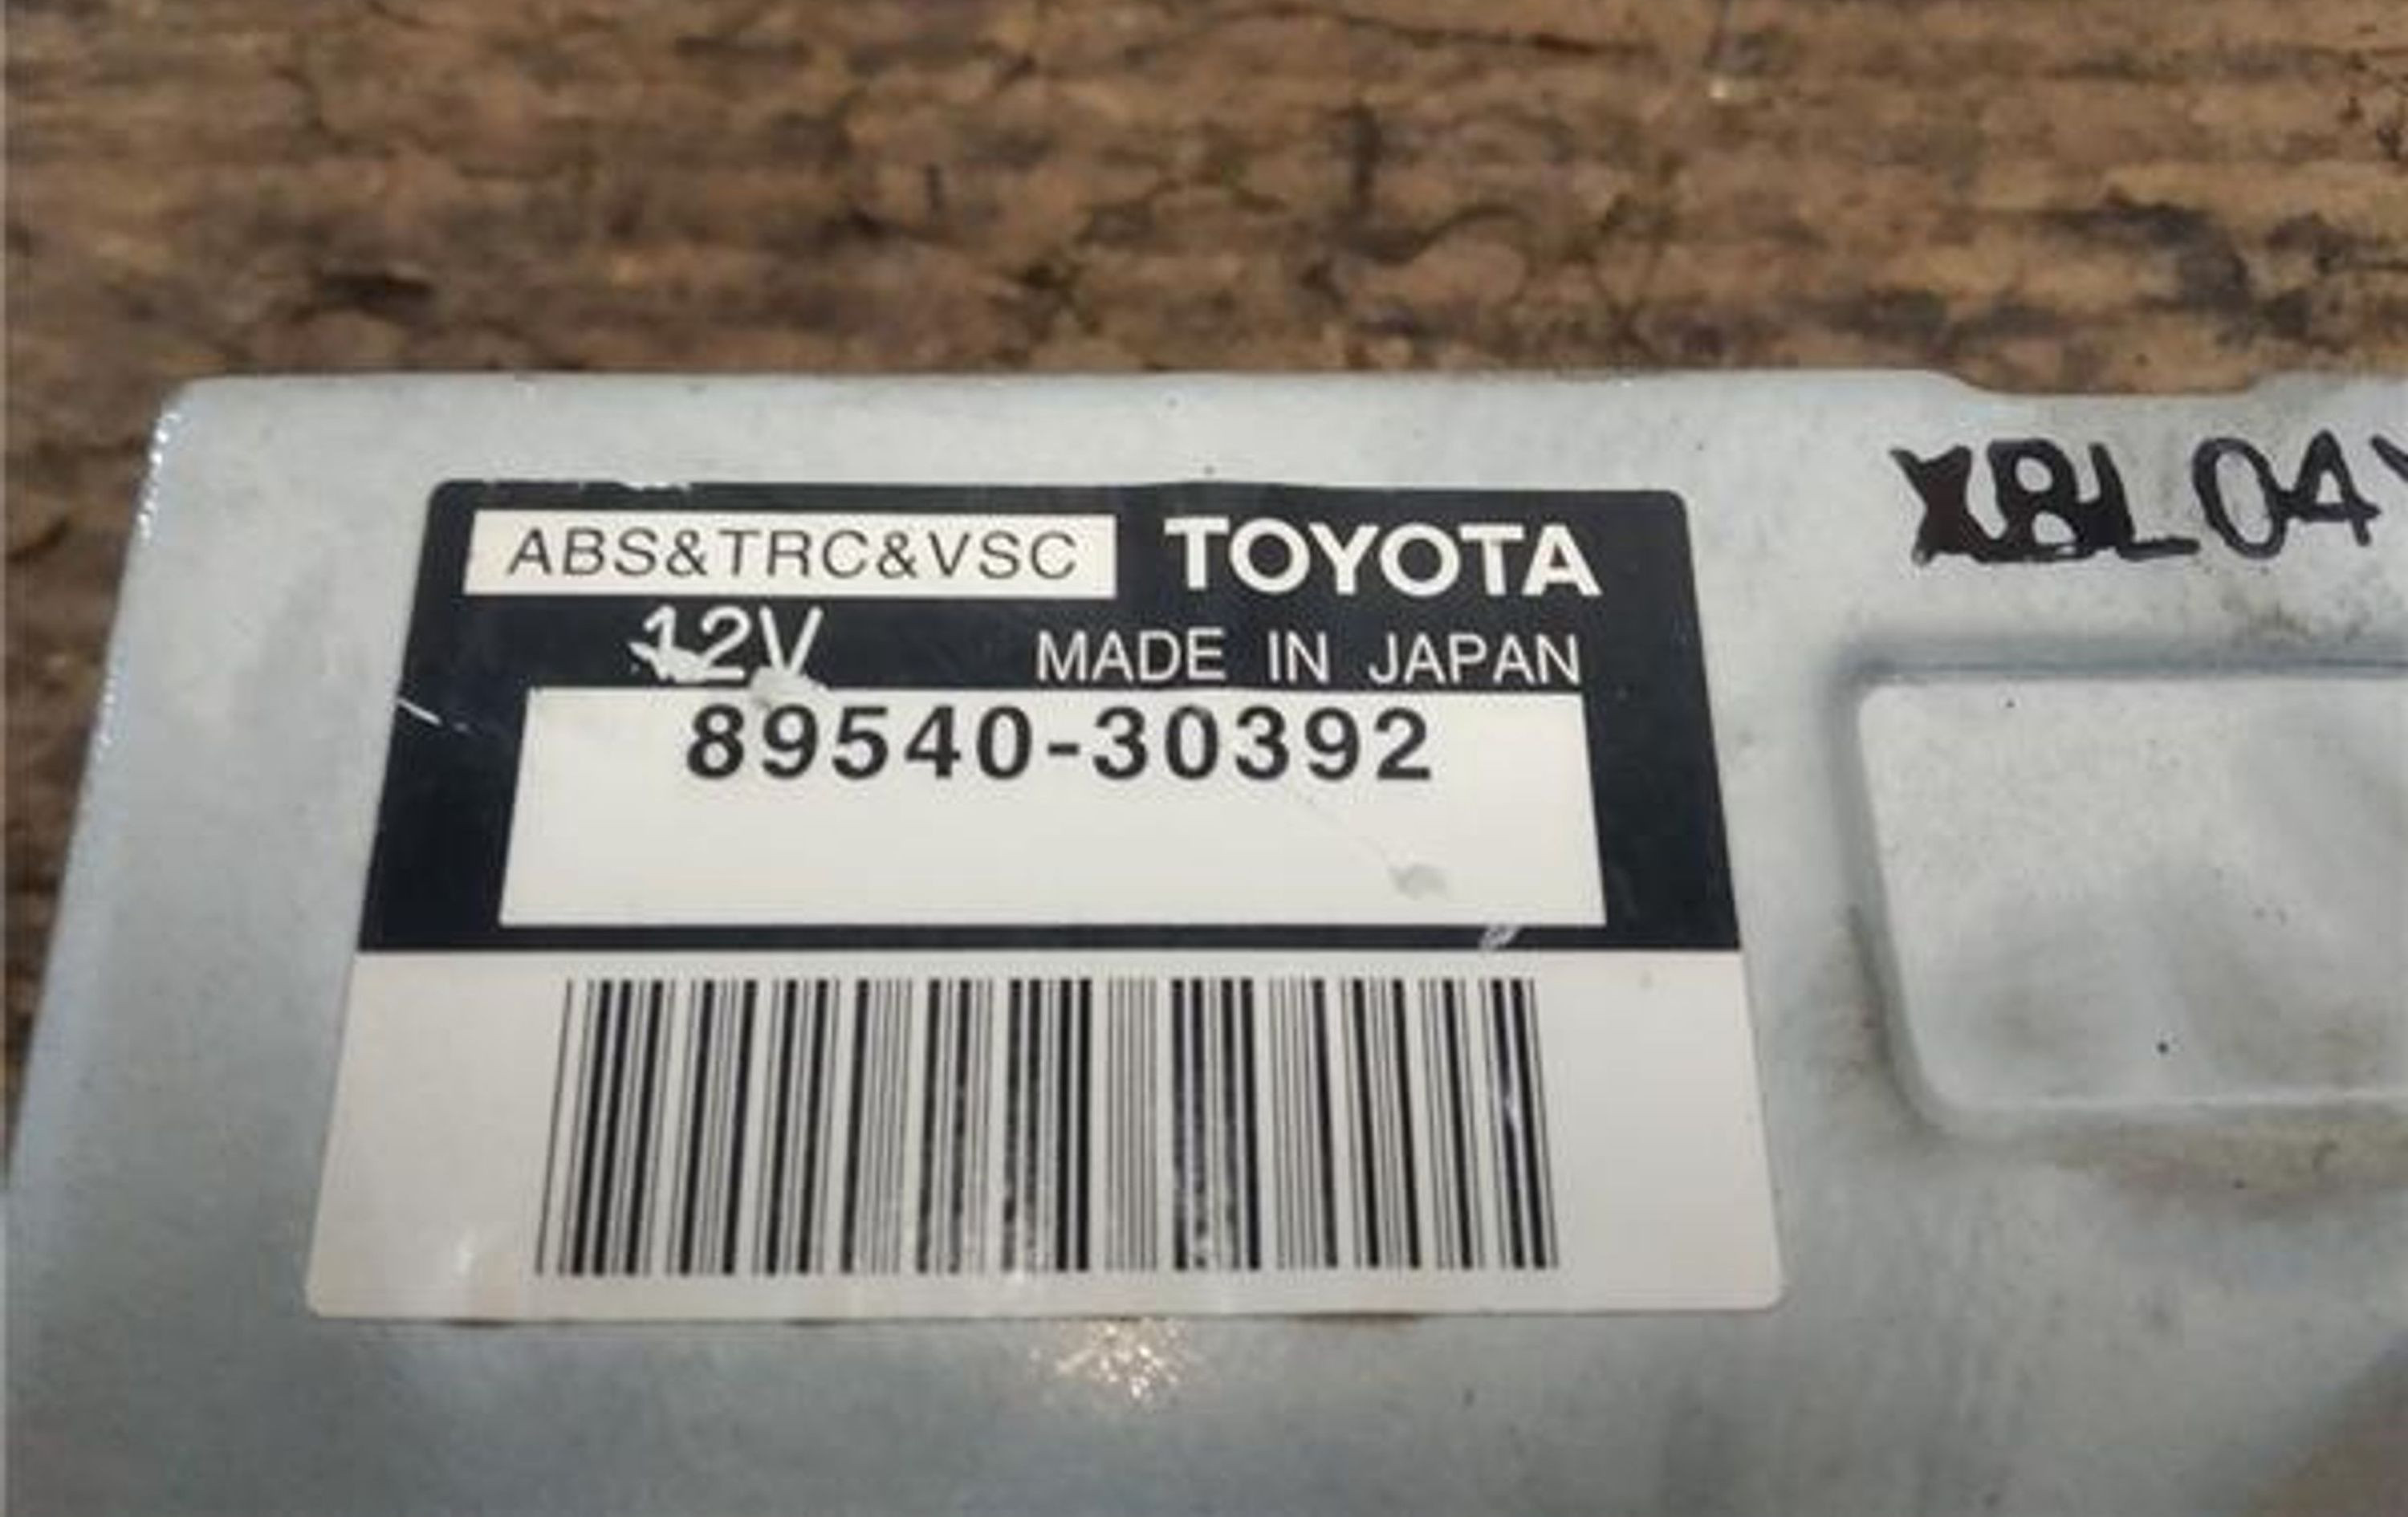 ABS&TRC&VSC TOYOTA
12V MADE IN JAPAN
89540-30392